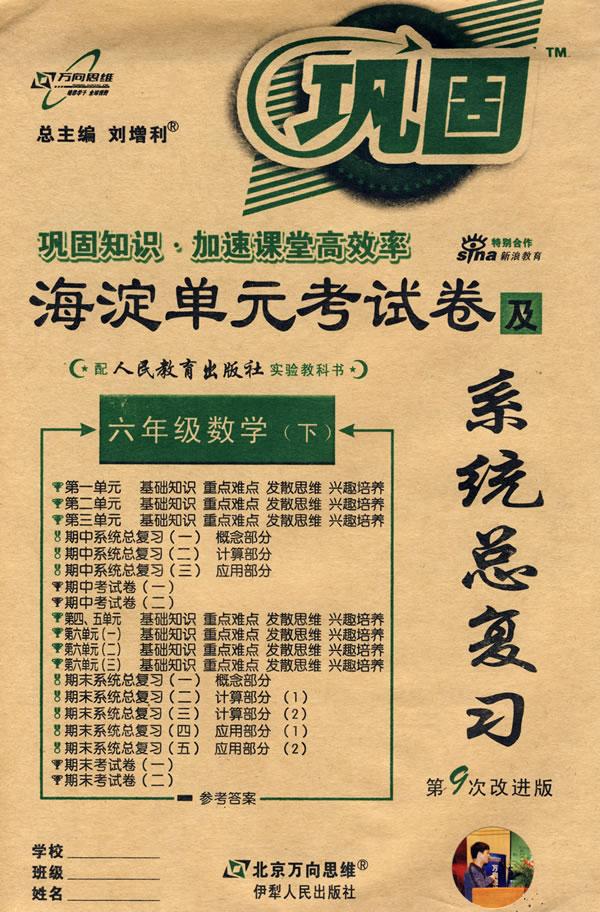 万向思维
精彩学子 全球得教
总主编 刘增利®
巩固™
巩固知识·加速课堂高效率
特别合作
sina 新浪教育
海淀单元考试卷及
系统总复习
配 人民教育出版社 实验教科书
六年级数学（下）
第一单元 基础知识 重点难点 发散思维 兴趣培养
第二单元 基础知识 重点难点 发散思维 兴趣培养
第三单元 基础知识 重点难点 发散思维 兴趣培养
期中系统总复习（一） 概念部分
期中系统总复习（二） 计算部分
期中系统总复习（三） 应用部分
期中考试卷（一）
期中考试卷（二）
第四、五单元 基础知识 重点难点 发散思维 兴趣培养
第六单元（一） 基础知识 重点难点 发散思维 兴趣培养
第六单元（二） 基础知识 重点难点 发散思维 兴趣培养
第六单元（三） 基础知识 重点难点 发散思维 兴趣培养
期末系统总复习（一） 概念部分
期末系统总复习（二） 计算部分（1）
期末系统总复习（三） 计算部分（2）
期末系统总复习（四） 应用部分（1）
期末系统总复习（五） 应用部分（2）
期末考试卷（一）
期末考试卷（二）
参考答案
第9次改进版
学校
班级
姓名
北京万向思维®
伊犁人民出版社